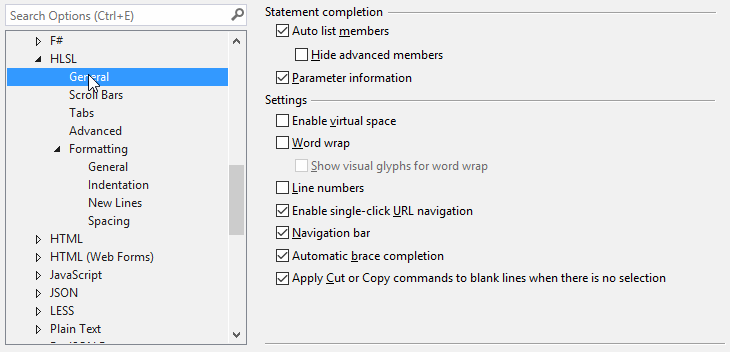 Search Options (Ctrl+E)
F#
HLSL
General
Scroll Bars
Tabs
Advanced
Formatting
General
Indentation
New Lines
Spacing
HTML
HTML (Web Forms)
JavaScript
JSON
LESS
Plain Text
Statement completion
Auto list members
Hide advanced members
Parameter information
Settings
Enable virtual space
Word wrap
Show visual glyphs for word wrap
Line numbers
Enable single-click URL navigation
Navigation bar
Automatic brace completion
Apply Cut or Copy commands to blank lines when there is no selection